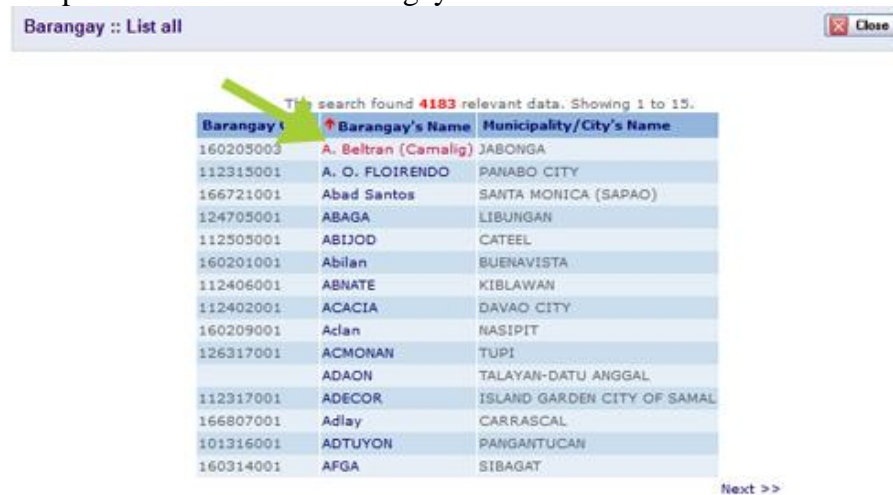 Barangay :: List all
Close
search found 4183 relevant data. Showing 1 to 15.
Barangay Barangay's Name Municipality/City's Name
160205003 A. Beltran (Camalig) JABONGA
112315001 A. O. FLOIRENDO PANABO CITY
166721001 Abad Santos SANTA MONICA (SAPAO)
124705001 ABAGA LIBUNGAN
112505001 ABIJOD CATEEL
160201001 Abilan BUENAVISTA
112406001 ABNATE KIBLAWAN
112402001 ACACIA DAVAO CITY
160209001 Aclan NASIPIT
126317001 ACMONAN TUPI
ADAON TALAYAN-DATU ANGGAL
112317001 ADECOR ISLAND GARDEN CITY OF SAMAL
166807001 Adlay CARRASCAL
101316001 ADTUYON PANGANTUCAN
160314001 AFGA SIBAGAT
Next >>